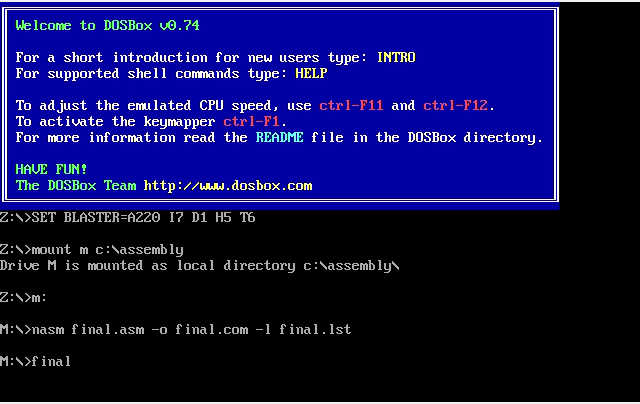 Welcome to DOSBox v0.74
For a short introduction for new users type: INTRO
For supported shell commands type: HELP
To adjust the emulated CPU speed, use ctrl-F11 and ctrl-F12.
To activate the keymapper ctrl-F1.
For more information read the README file in the DOSBox directory.
HAVE FUN!
The DOSBox Team http://www.dosbox.com
Z:\>SET BLASTER=A220 I7 D1 H5 T6
Z:\>mount m c:\assembly
Drive M is mounted as local directory c:\assembly\
Z:\>m:
M:\>nasm final.asm -o final.com -l final.lst
M:\>final